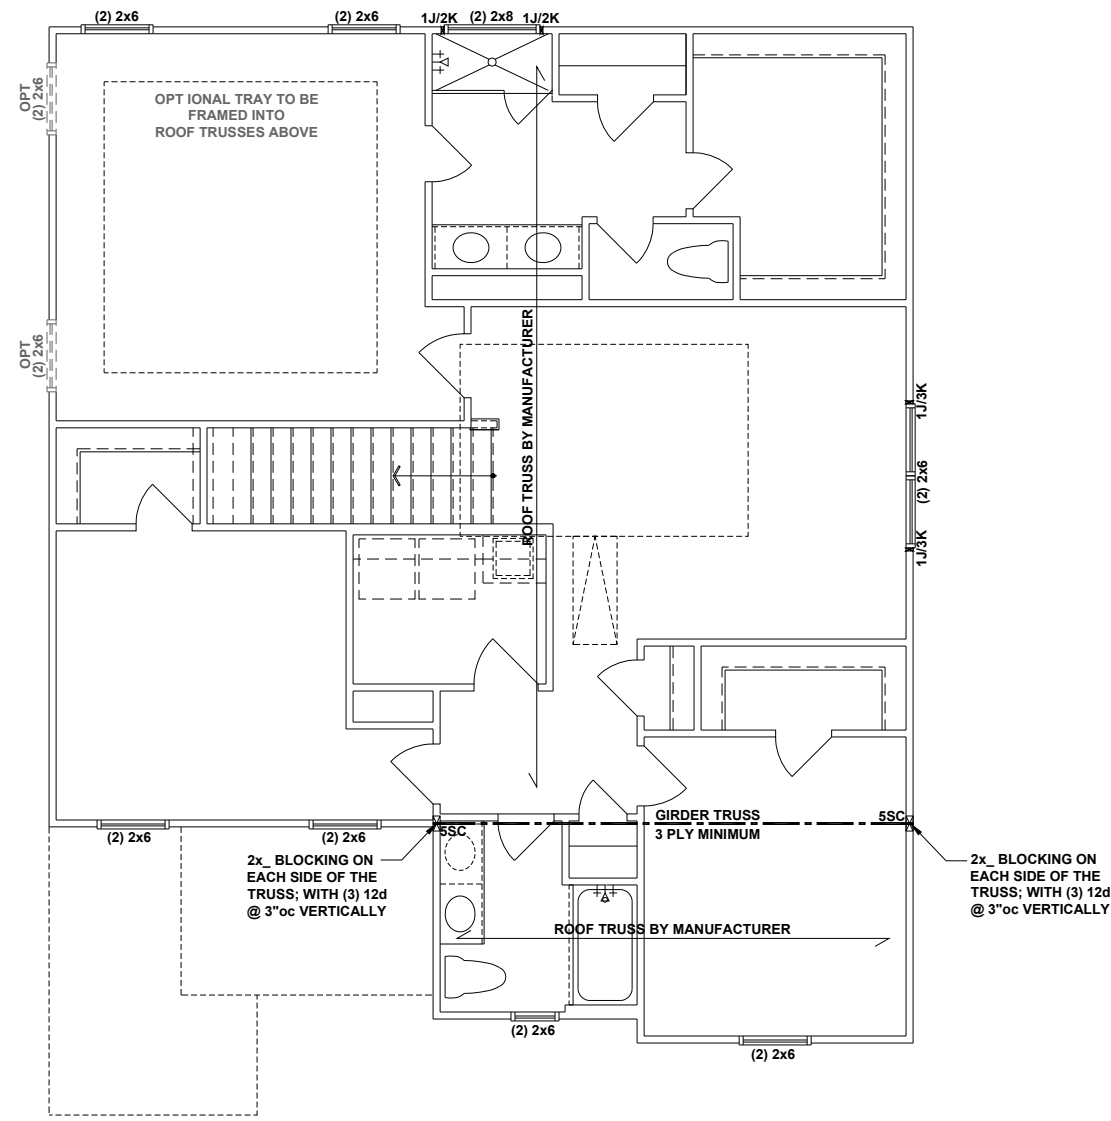 (2) 2x6
(2) 2x6
1J/2K
(2) 2x8
1J/2K
OPT
(2) 2x6
OPT IONAL TRAY TO BE
FRAMED INTO
ROOF TRUSSES ABOVE
OPT
(2) 2x6
ROOF TRUSS BY MANUFACTURER
1J/3K
(2) 2x6
1J/3K
GIRDER TRUSS
3 PLY MINIMUM
5SC
5SC
(2) 2x6
(2) 2x6
2x_ BLOCKING ON
EACH SIDE OF THE
TRUSS; WITH (3) 12d
@ 3"oc VERTICALLY
2x_ BLOCKING ON
EACH SIDE OF THE
TRUSS; WITH (3) 12d
@ 3"oc VERTICALLY
ROOF TRUSS BY MANUFACTURER
(2) 2x6
(2) 2x6